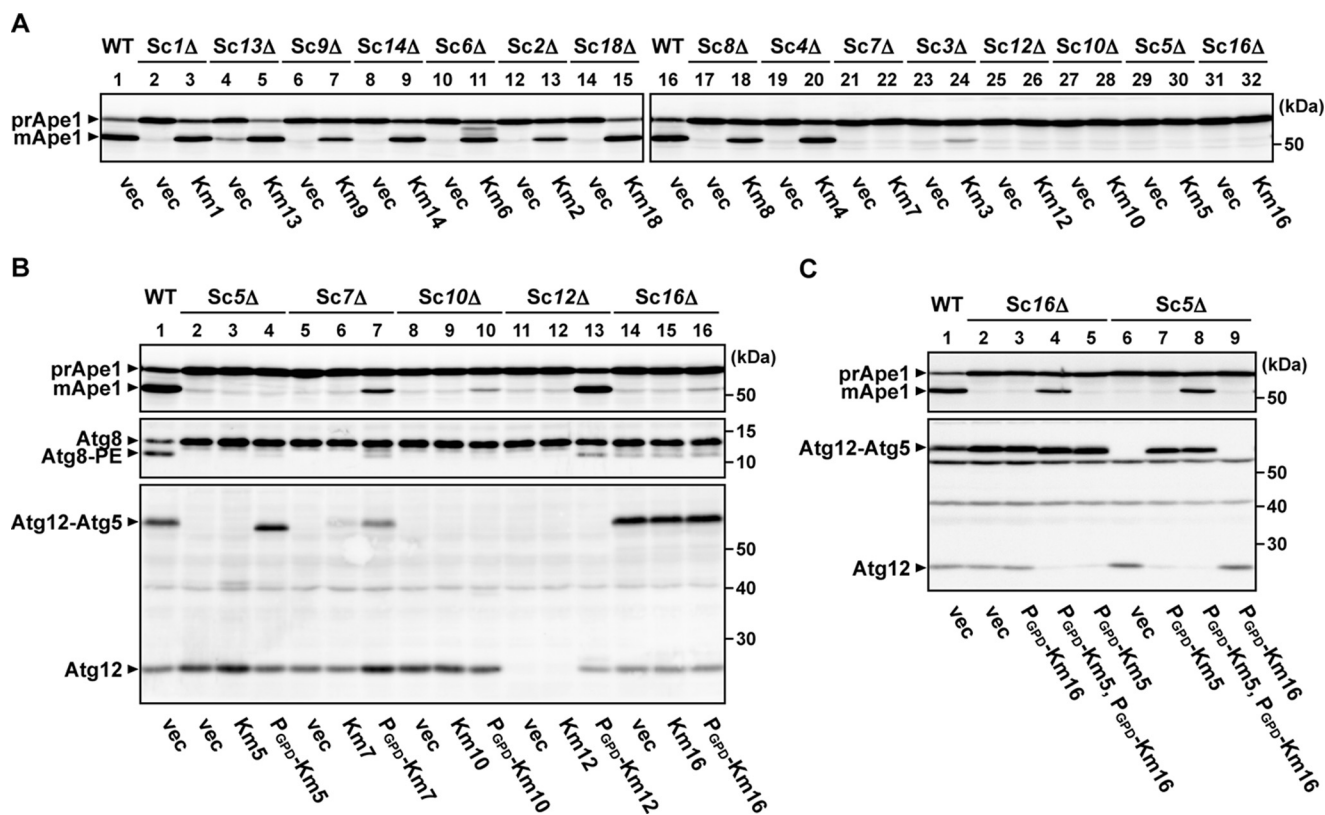 A
WT Sc1Δ Sc13Δ Sc9Δ Sc14Δ Sc6Δ Sc2Δ Sc18Δ WT Sc8Δ Sc4Δ Sc7Δ Sc3Δ Sc12Δ Sc10Δ Sc5Δ Sc16Δ
1 2 3 4 5 6 7 8 9 10 11 12 13 14 15 16 17 18 19 20 21 22 23 24 25 26 27 28 29 30 31 32
(kDa)
prApe1
mApe1
50
vec vec Km1 vec Km13 vec Km9 vec Km14 vec Km6 vec Km2 vec Km18 vec vec Km8 vec Km4 vec Km7 vec Km3 vec Km12 vec Km10 vec Km5 vec Km16
B
WT Sc5Δ Sc7Δ Sc10Δ Sc12Δ Sc16Δ
1 2 3 4 5 6 7 8 9 10 11 12 13 14 15 16
(kDa)
prApe1
mApe1
50
Atg8
15
Atg8-PE
10
Atg12-Atg5
50
40
30
Atg12
vec vec Km5 PGPD-Km5 vec Km7 PGPD-Km7 vec Km10 PGPD-Km10 vec Km12 PGPD-Km12 vec Km16 PGPD-Km16
C
WT Sc16Δ Sc5Δ
1 2 3 4 5 6 7 8 9
(kDa)
prApe1
mApe1
50
Atg12-Atg5
50
40
30
Atg12
vec vec PGPD-Km16 PGPD-Km5, PGPD-Km16 PGPD-Km5 vec PGPD-Km5 PGPD-Km5, PGPD-Km16 PGPD-Km16